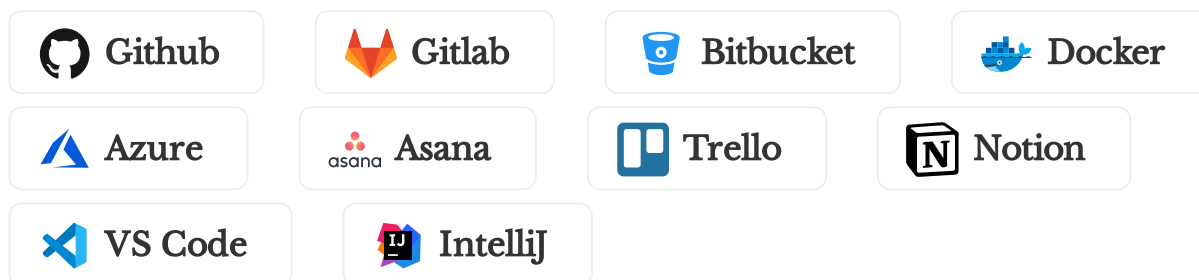 Github Gitlab Bitbucket Docker
Azure asana Asana Trello N Notion
VS Code IJ IntelliJ